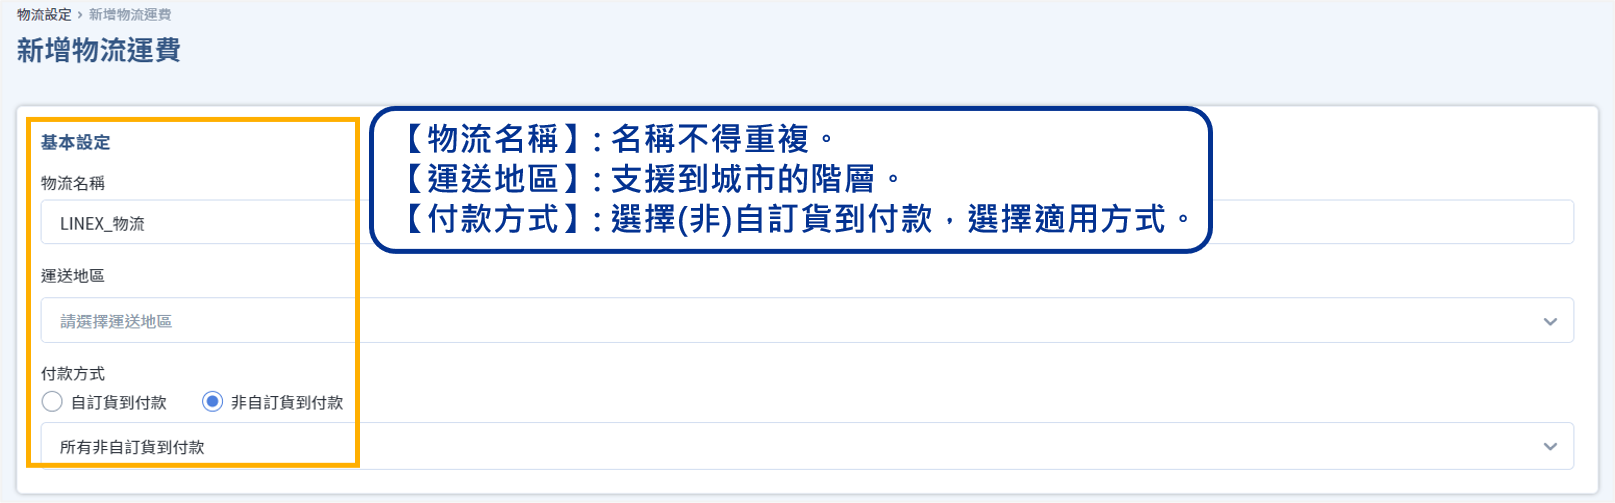 物流設定 › 新增物流運費
新增物流運費
基本設定
物流名稱
LINEX_物流
運送地區
請選擇運送地區
付款方式
自訂貨到付款
非自訂貨到付款
所有非自訂貨到付款
【物流名稱】: 名稱不得重複。
【運送地區】: 支援到城市的階層。
【付款方式】: 選擇(非)自訂貨到付款，選擇適用方式。